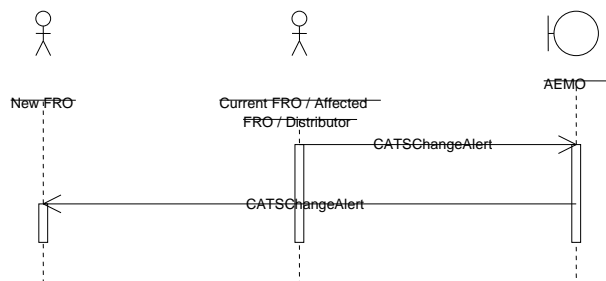 New FRO
Current FRO / Affected
FRO / Distributor
AEMO
CATSChangeAlert
CATSChangeAlert